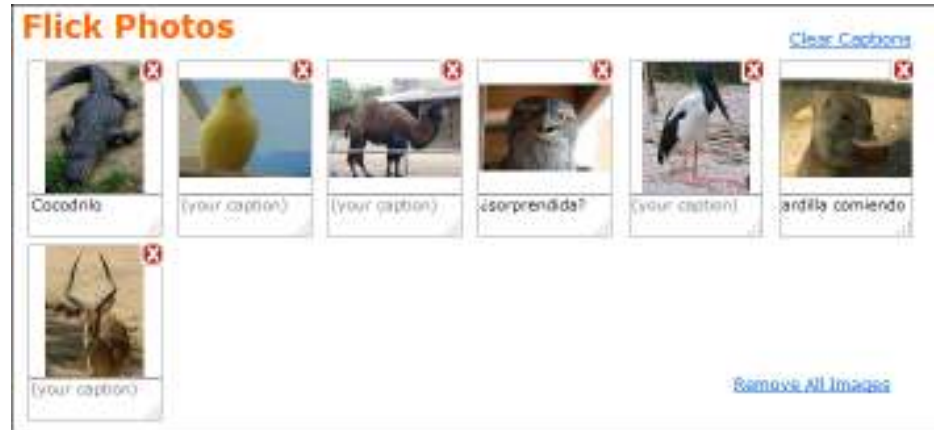 Flick Photos
Clear Captions
Cocodrilo
(your caption)
(your caption)
¿sorprendida?
(your caption)
ardilla comiendo
(your caption)
Remove All Images